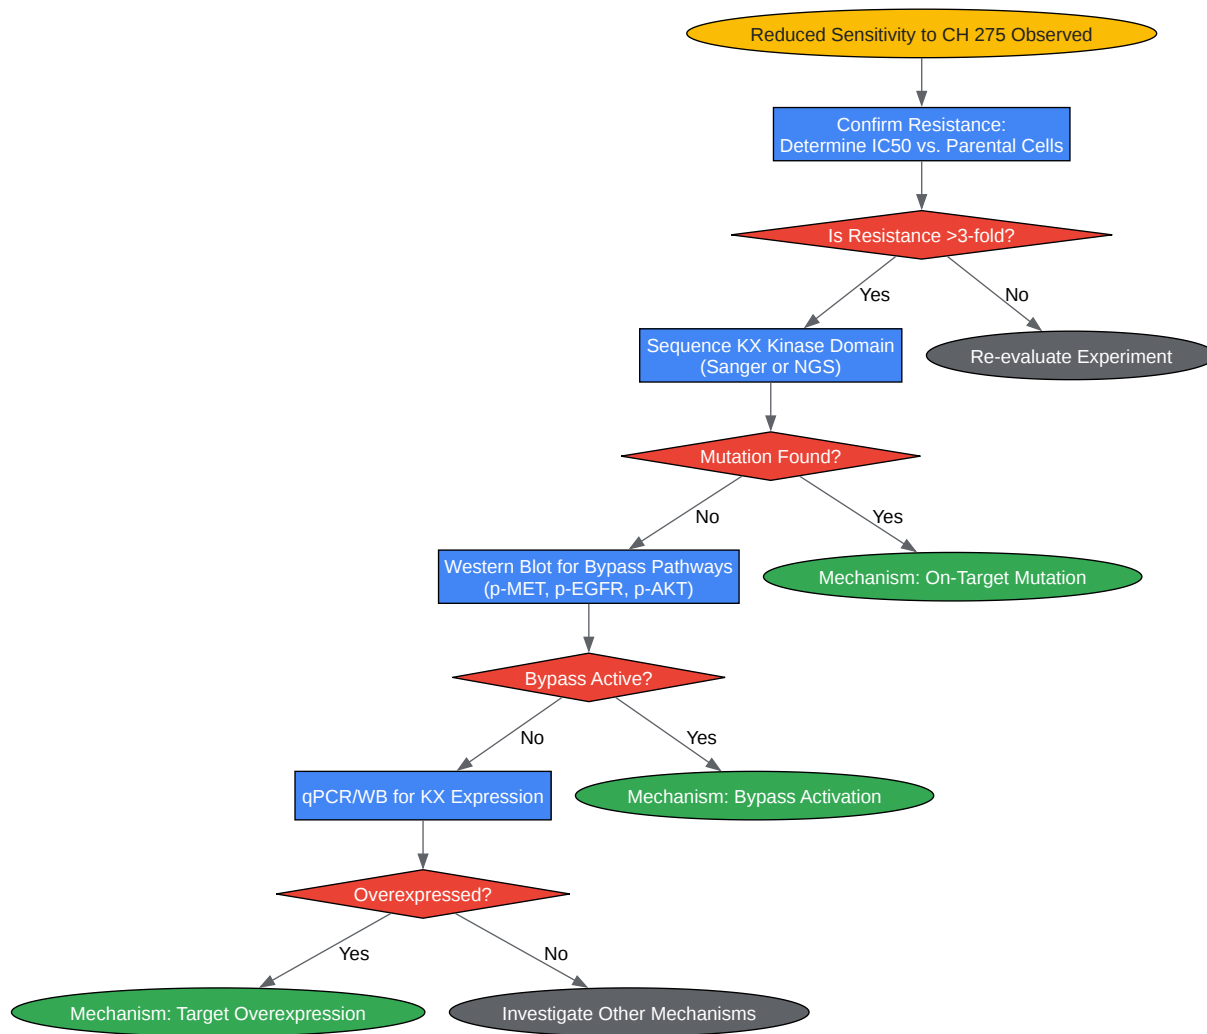 Reduced Sensitivity to CH 275 Observed
Confirm Resistance:
Determine IC50 vs. Parental Cells
Is Resistance >3-fold?
Yes
No
Sequence KX Kinase Domain
(Sanger or NGS)
Re-evaluate Experiment
Mutation Found?
No
Yes
Western Blot for Bypass Pathways
(p-MET, p-EGFR, p-AKT)
Mechanism: On-Target Mutation
Bypass Active?
No
Yes
qPCR/WB for KX Expression
Mechanism: Bypass Activation
Overexpressed?
Yes
No
Mechanism: Target Overexpression
Investigate Other Mechanisms